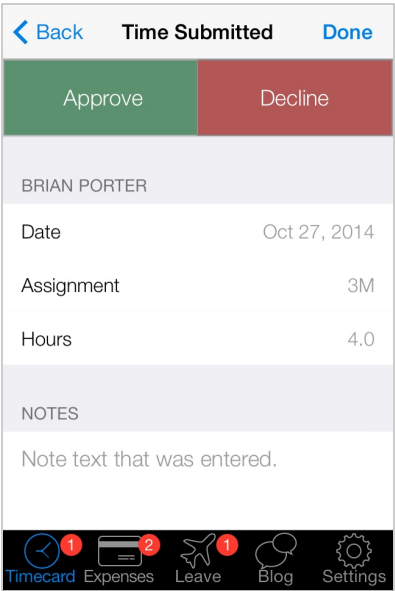 Back Time Submitted Done
Approve Decline
BRIAN PORTER
Date Oct 27, 2014
Assignment 3M
Hours 4.0
NOTES
Note text that was entered.
1 2 1
Timecard Expenses Leave Blog Settings